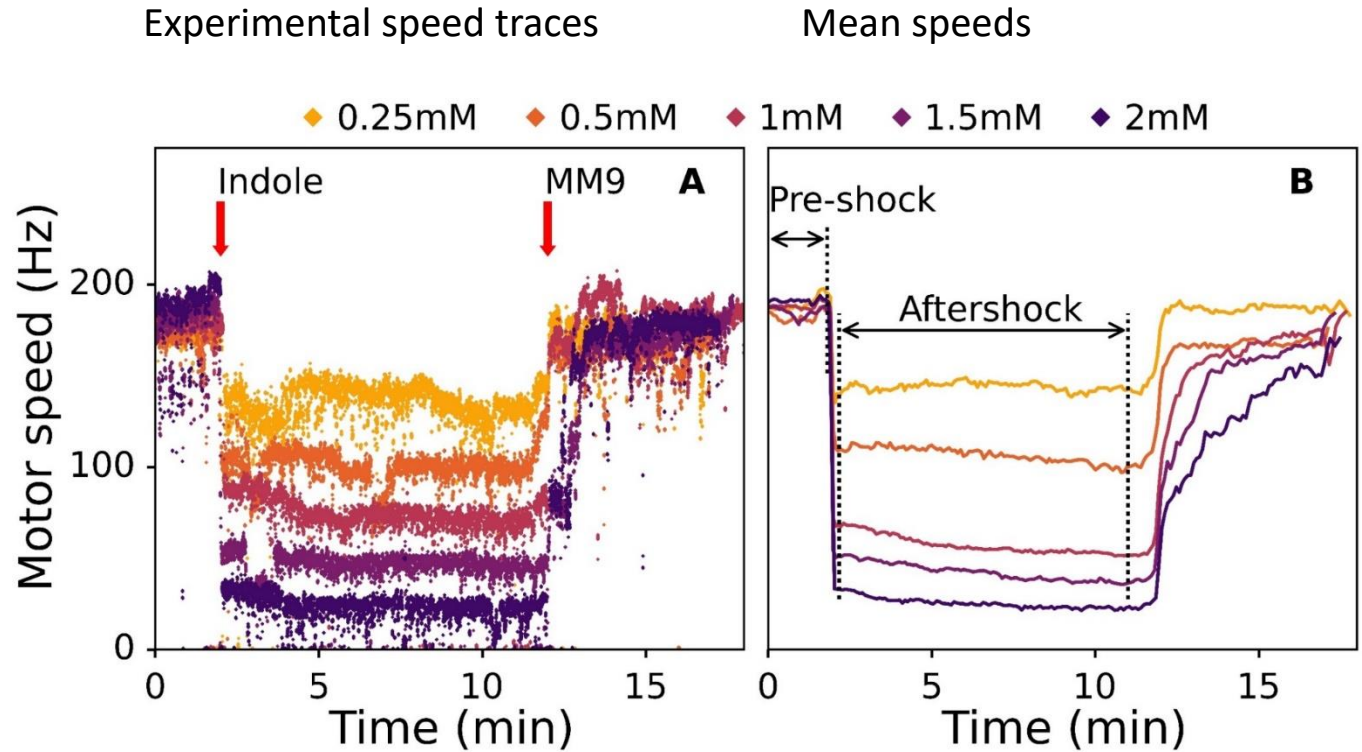 Experimental speed traces
Mean speeds
0.25mM 0.5mM 1mM 1.5mM 2mM
Indole
MM9
A
Pre-shock
B
Aftershock
Motor speed (Hz)
200
100
0
0 5 10 15
Time (min)
0 5 10 15
Time (min)